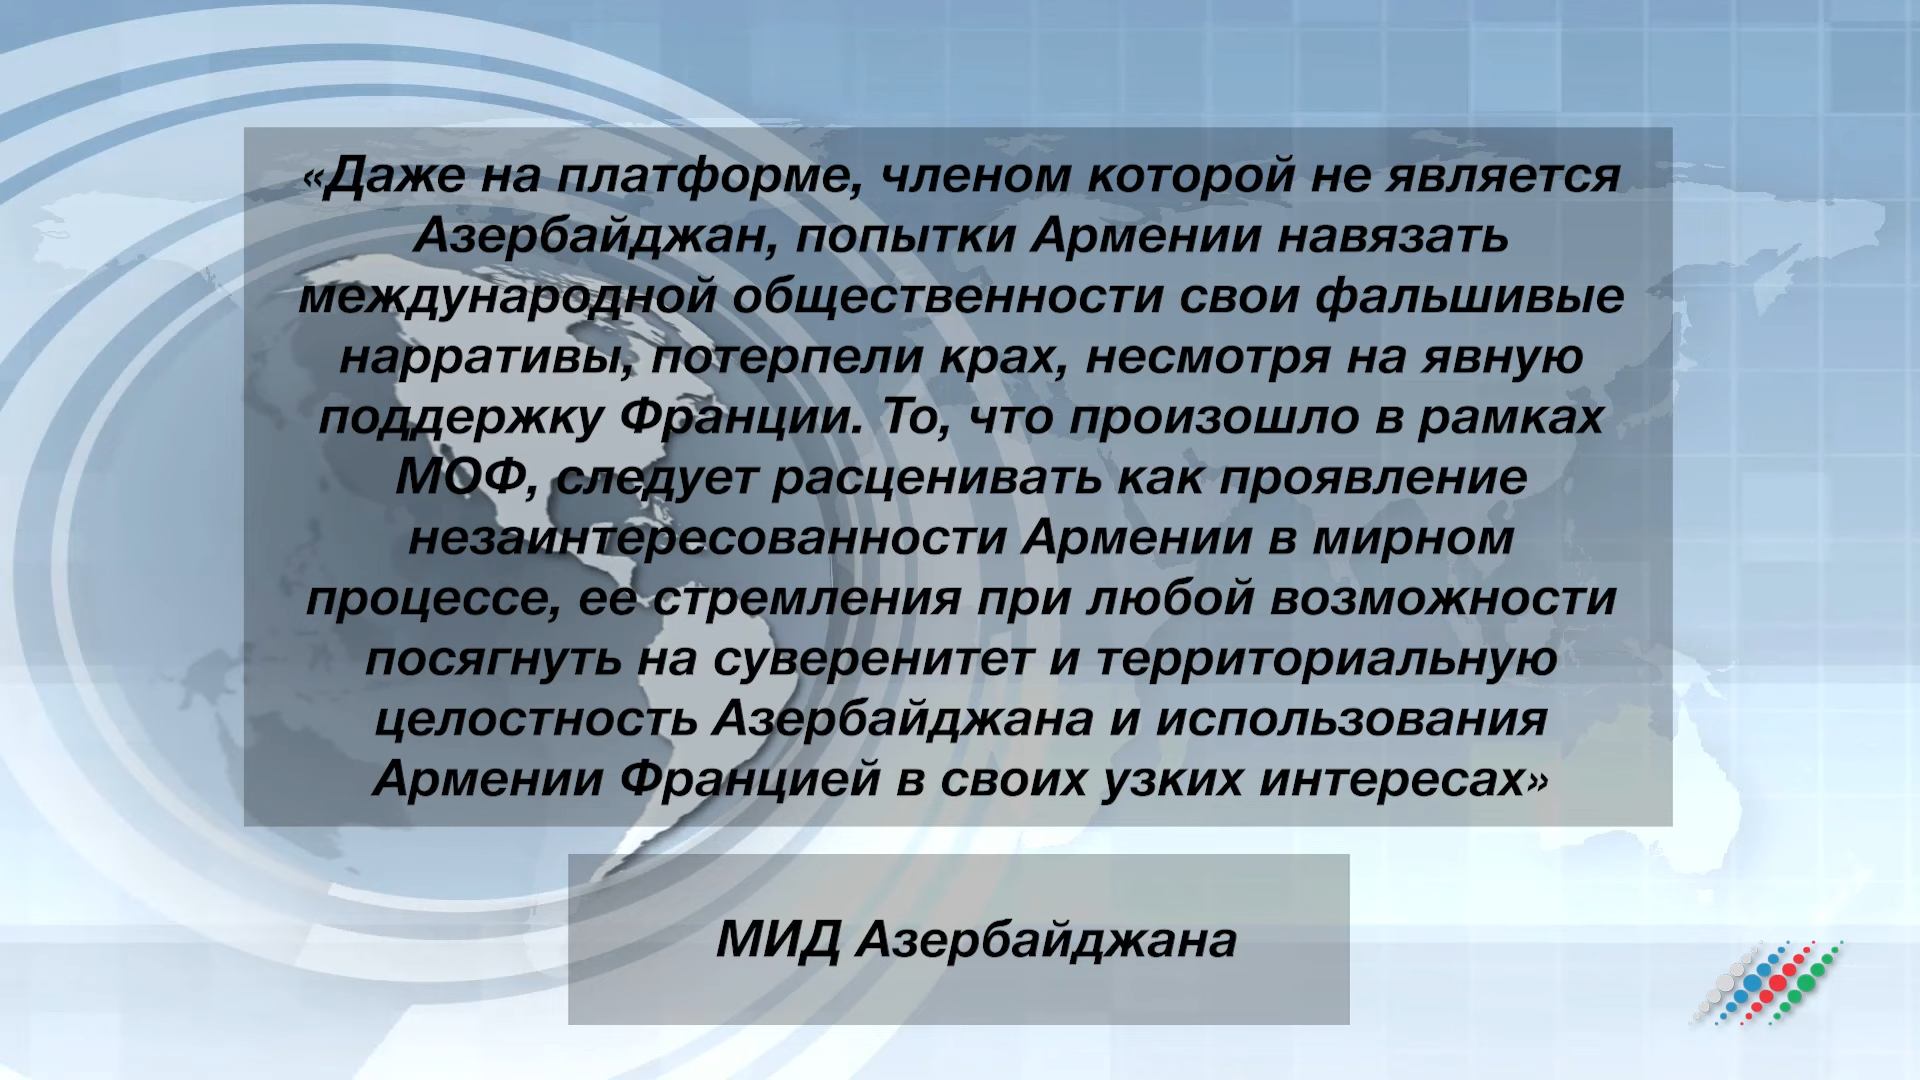 «Даже на платформе, членом которой не является
Азербайджан, попытки Армении навязать
международной общественности свои фальшивые
нарративы, потерпели крах, несмотря на явную
поддержку Франции. То, что произошло в рамках
МОФ, следует расценивать как проявление
незаинтересованности Армении в мирном
процессе, ее стремления при любой возможности
посягнуть на суверенитет и территориальную
целостность Азербайджана и использования
Армении Францией в своих узких интересах»
МИД Азербайджана